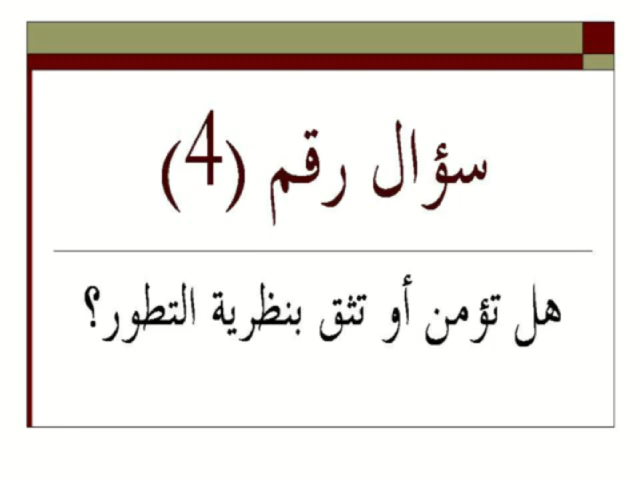 سؤال رقم (4)
هل تؤمن أو تثق بنظرية التطور؟